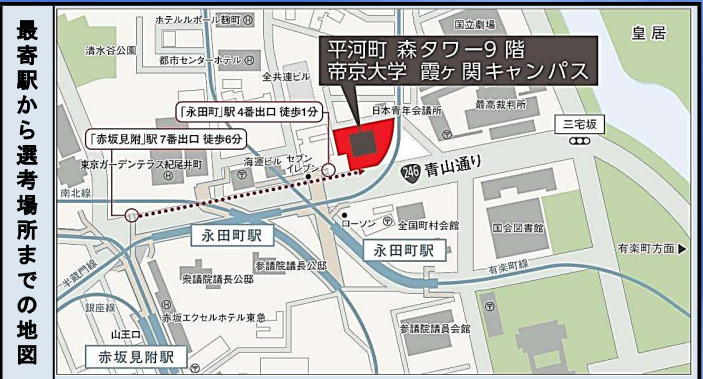 最寄駅から選考場所までの地図
ホテルルポール麹町
国立劇場
皇居
清水谷公園
都市センターホテル
平河町 森タワー9 階
帝京大学 霞ヶ関キャンパス
全共連ビル
「永田町」駅 4番出口 徒歩1分
日本青年会議所
最高裁判所
三宅坂
「赤坂見附」駅 7番出口 徒歩6分
東京ガーデンテラス紀尾井町
海運ビル
セブン
イレブン
246 青山通り
南北線
永田町駅
ローソン
全国町村会館
国会図書館
永田町駅
有楽町方面▶
半蔵門線
衆議院議長公邸
参議院議長公邸
有楽町線
銀座線
赤坂エクセルホテル東急
山王口
参議院議員会館
赤坂見附駅